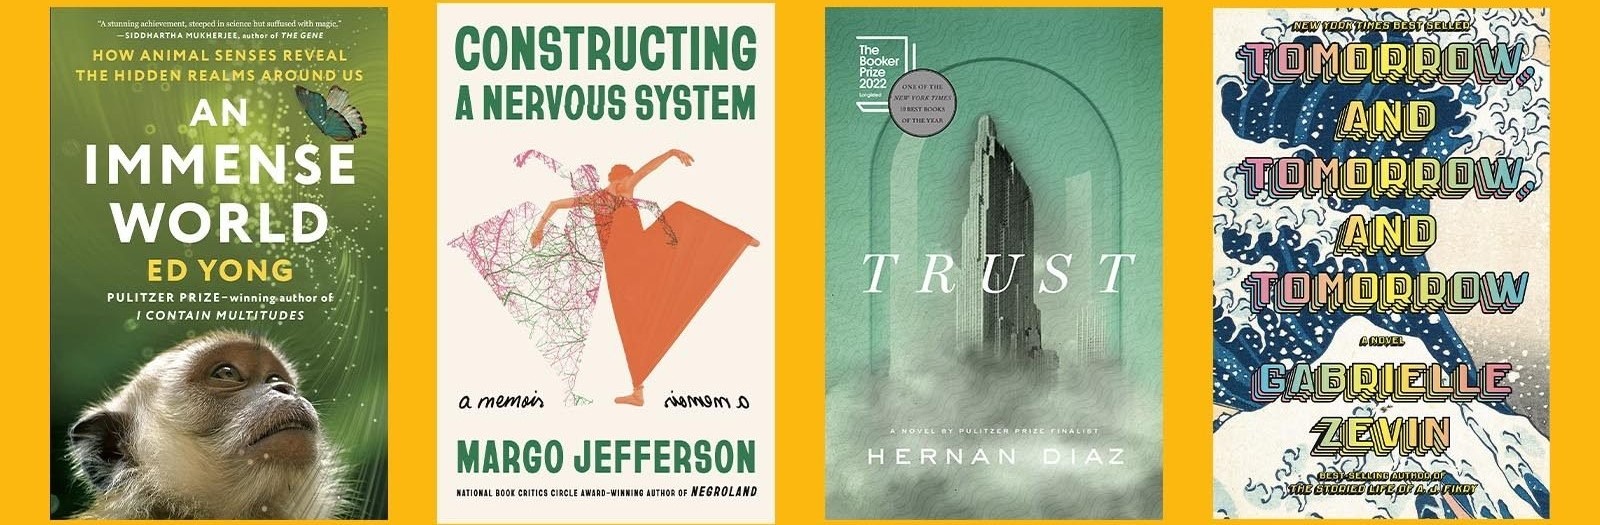 "A stunning achievement, steeped in science but suffused with magic."
—SIDDHARTHA MUKHERJEE, author of THE GENE
HOW ANIMAL SENSES REVEAL
THE HIDDEN REALMS AROUND US
AN
IMMENSE
WORLD
ED YONG
PULITZER PRIZE–winning author of
I CONTAIN MULTITUDES
CONSTRUCTING
A NERVOUS SYSTEM
a memoir
a memoir
MARGO JEFFERSON
NATIONAL BOOK CRITICS CIRCLE AWARD–WINNING AUTHOR OF NEGROLAND
The
Booker
Prize
2022
Longlisted
ONE OF THE
NEW YORK TIMES
10 BEST BOOKS
OF THE YEAR
TRUST
A NOVEL BY PULITZER PRIZE FINALIST
HERNAN DIAZ
NEW YORK TIMES BEST SELLER
TOMORROW,
AND
TOMORROW,
AND
TOMORROW
A NOVEL
GABRIELLE
ZEVIN
BEST-SELLING AUTHOR OF
THE STORIED LIFE OF A. J. FIKRY